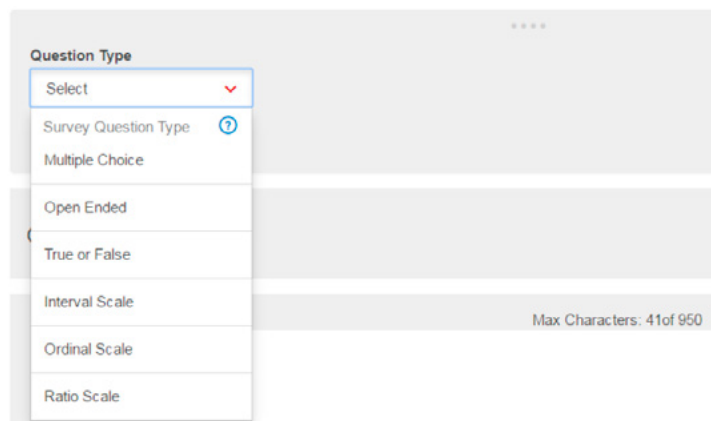 Question Type
Select
Survey Question Type ?
Multiple Choice
Open Ended
True or False
Interval Scale
Max Characters: 41of 950
Ordinal Scale
Ratio Scale